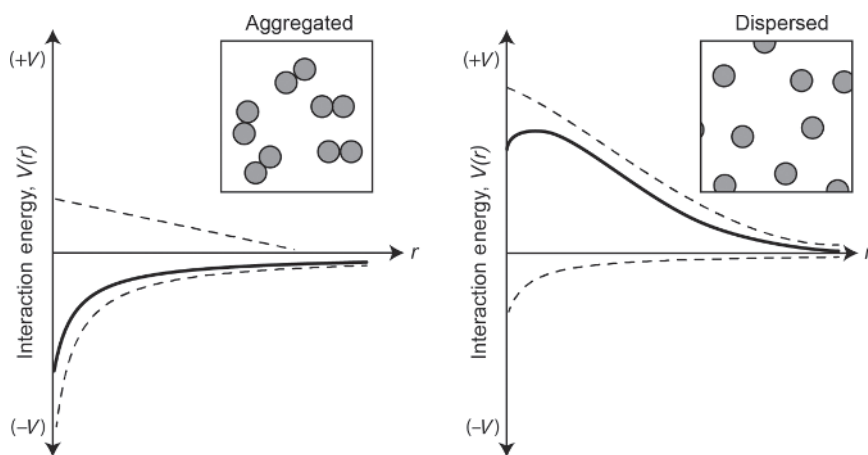 Aggregated
(+V)
Interaction energy, V(r)
r
(–V)
Dispersed
(+V)
Interaction energy, V(r)
r
(–V)